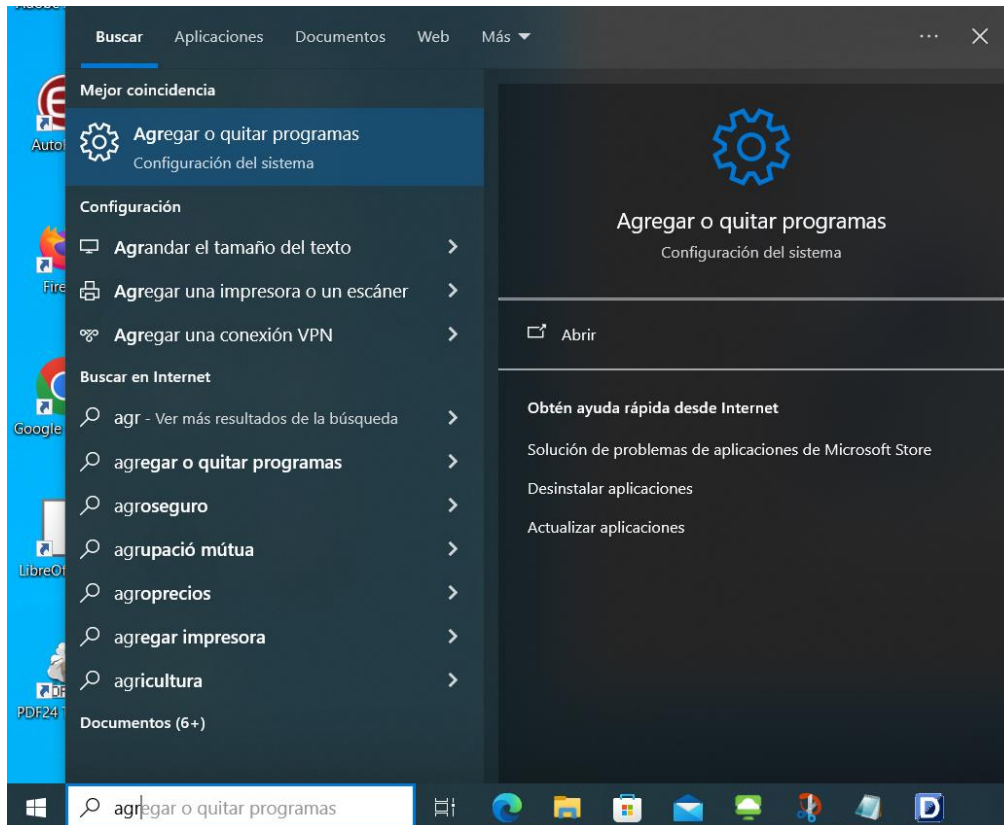 Buscar Aplicaciones Documentos Web Más
Mejor coincidencia
Agregar o quitar programas
Configuración del sistema
Configuración
Agrandar el tamaño del texto
Agregar una impresora o un escáner
Agregar una conexión VPN
Buscar en Internet
agr - Ver más resultados de la búsqueda
agregar o quitar programas
agroseguro
agrupació mútua
agroprecios
agregar impresora
agricultura
Documentos (6+)
Agregar o quitar programas
Configuración del sistema
Abrir
Obtén ayuda rápida desde Internet
Solución de problemas de aplicaciones de Microsoft Store
Desinstalar aplicaciones
Actualizar aplicaciones
Auto
Fire
Google
LibreOf
PDF24
agregar o quitar programas
D